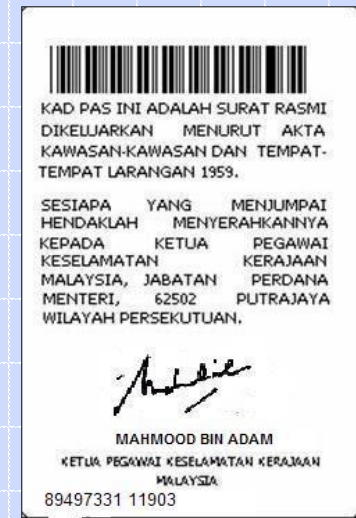 KAD PAS INI ADALAH SURAT RASMI
DIKELUARKAN MENURUT AKTA
KAWASAN-KAWASAN DAN TEMPAT-
TEMPAT LARANGAN 1959.
SESIAPA YANG MENJUMPAI
HENDAKLAH MENYERAHKANNYA
KEPADA KETUA PEGAWAI
KESELAMATAN KERAJAAN
MALAYSIA, JABATAN PERDANA
MENTERI, 62502 PUTRAJAYA
WILAYAH PERSEKUTUAN.
MAHMOOD BIN ADAM
KETUA PEGAWAI KESELAMATAN KERAJAAN
MALAYSIA
89497331 11903